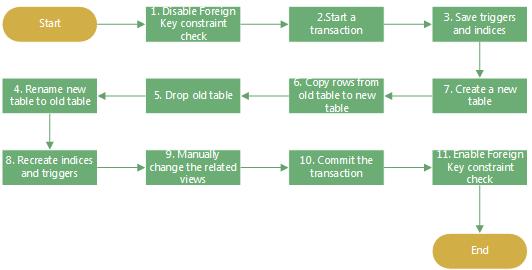 Start
1. Disable Foreign
Key constraint
check
2.Start a
transaction
3. Save triggers
and indices
4. Rename new
table to old table
5. Drop old table
6. Copy rows from
old table to new
table
7. Create a new
table
8. Recreate indices
and triggers
9. Manually
change the related
views
10. Commit the
transaction
11. Enable Foreign
Key constraint
check
End